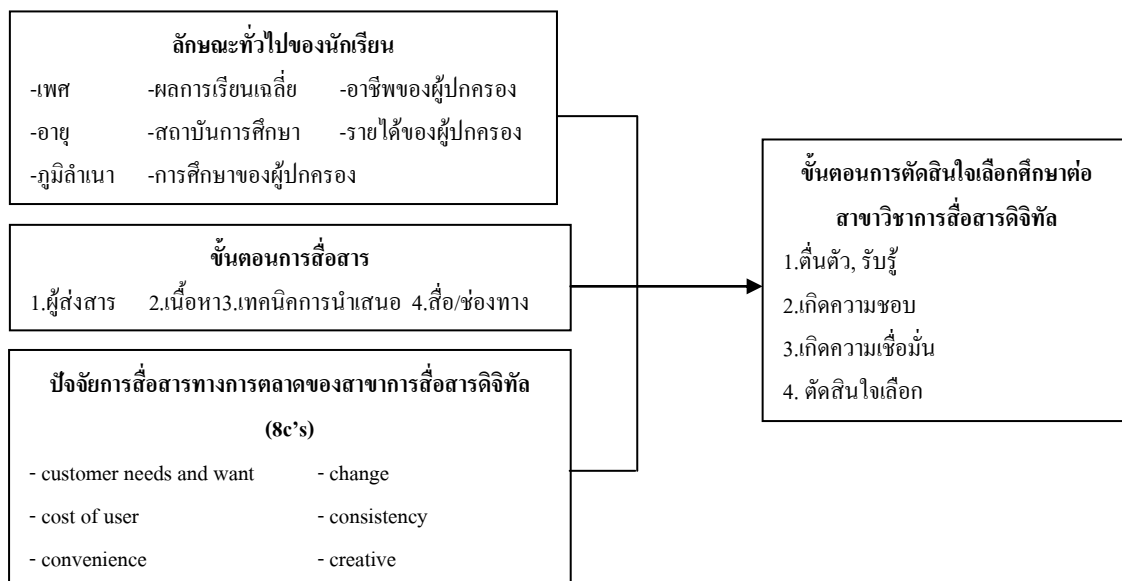 ลักษณะทั่วไปของนักเรียน
-เพศ -ผลการเรียนเฉลี่ย -อาชีพของผู้ปกครอง
-อายุ -สถาบันการศึกษา -รายได้ของผู้ปกครอง
-ภูมิลำเนา -การศึกษาของผู้ปกครอง
ขั้นตอนการสื่อสาร
1.ผู้ส่งสาร 2.เนื้อหา3.เทคนิคการนำเสนอ 4.สื่อ/ช่องทาง
ปัจจัยการสื่อสารทางการตลาดของสาขาการสื่อสารดิจิทัล
(8c's)
- customer needs and want - change
- cost of user - consistency
- convenience - creative
ขั้นตอนการตัดสินใจเลือกศึกษาต่อ
สาขาวิชาการสื่อสารดิจิทัล
1.ตื่นตัว, รับรู้
2.เกิดความชอบ
3.เกิดความเชื่อมั่น
4. ตัดสินใจเลือก